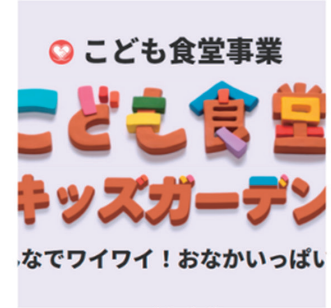 こども食堂事業
こども食堂
キッズガーデン
なでワイワイ！おなかいっぱい